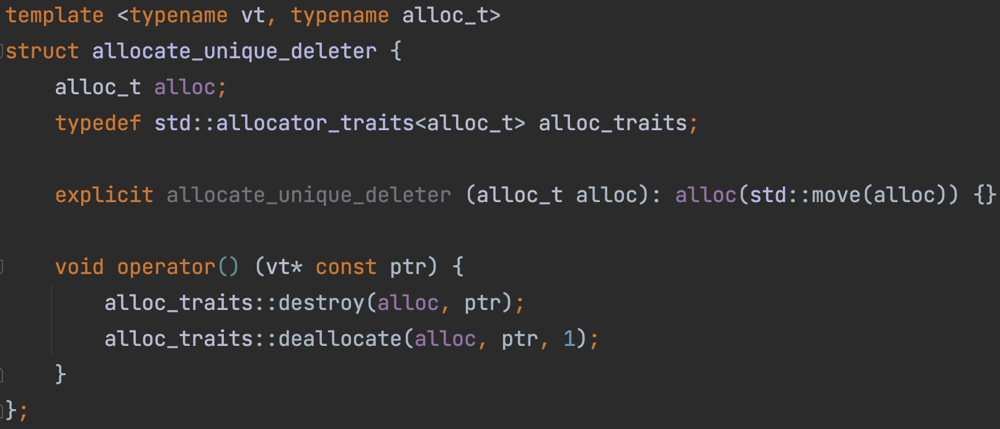 template <typename vt, typename alloc_t>
struct allocate_unique_deleter {
    alloc_t alloc;
    typedef std::allocator_traits<alloc_t> alloc_traits;

    explicit allocate_unique_deleter (alloc_t alloc): alloc(std::move(alloc)) {}

    void operator() (vt* const ptr) {
        alloc_traits::destroy(alloc, ptr);
        alloc_traits::deallocate(alloc, ptr, 1);
    }
};